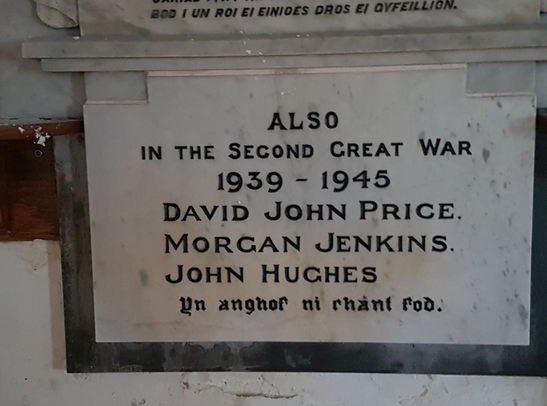 BOD I UN ROI EI EINIOES DROS EI GYFEILLION.
ALSO
IN THE SECOND GREAT WAR
1939 - 1945
DAVID JOHN PRICE.
MORGAN JENKINS.
JOHN HUGHES
Yn anghof ni chânt fod.